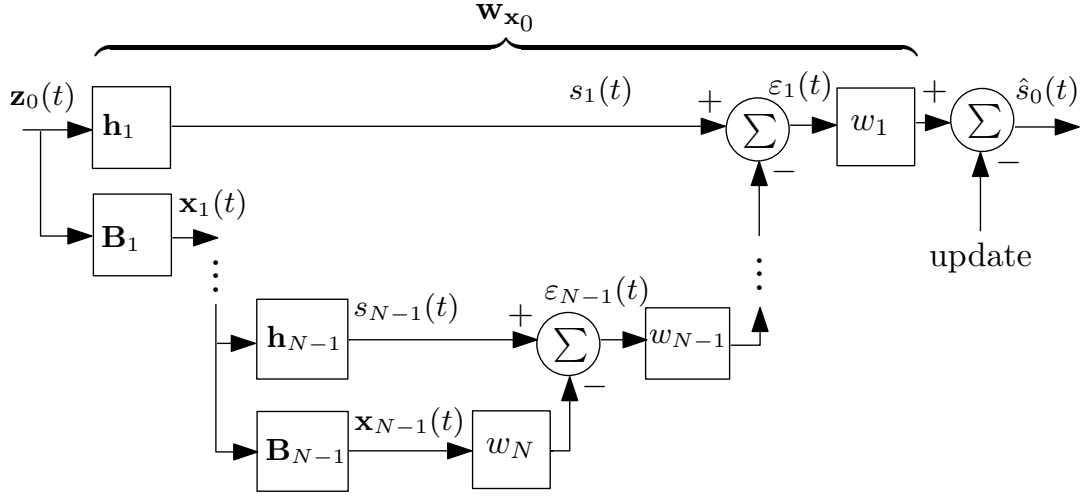 w_{x_0}
z_0(t)
h_1
s_1(t)
+
∑
−
ε_1(t)
w_1
+
∑
−
ŝ_0(t)
update
B_1
x_1(t)
⋮
⋮
h_{N−1}
s_{N−1}(t)
+
∑
−
ε_{N−1}(t)
w_{N−1}
B_{N−1}
x_{N−1}(t)
w_N